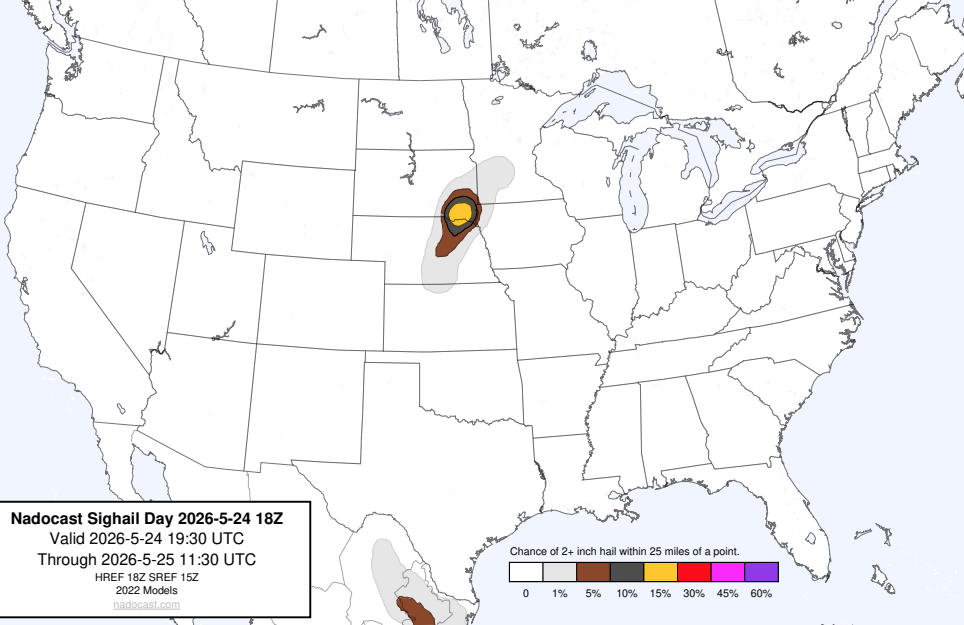 Nadocast Sighail Day 2026-5-24 18Z
Valid 2026-5-24 19:30 UTC
Through 2026-5-25 11:30 UTC
HREF 18Z SREF 15Z
2022 Models
nadocast.com
Chance of 2+ inch hail within 25 miles of a point.
0 1% 5% 10% 15% 30% 45% 60%